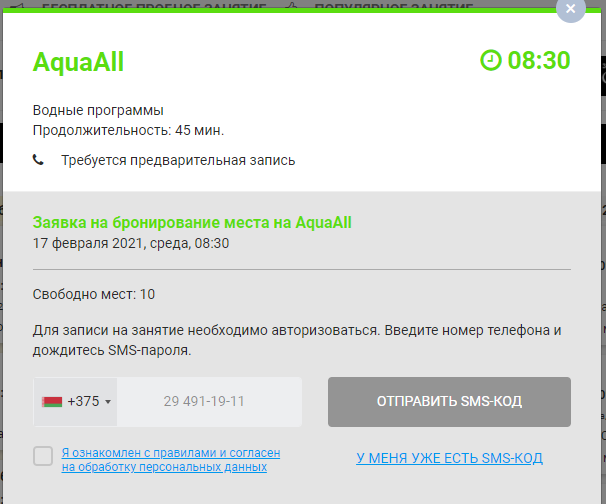 БЕСПЛАТНОЕ ПРОБНОЕ ЗАНЯТИЕ
ПОПУЛЯРНОЕ ЗАНЯТИЕ
AquaAll
08:30
Водные программы
Продолжительность: 45 мин.
Требуется предварительная запись
Заявка на бронирование места на AquaAll
17 февраля 2021, среда, 08:30
Свободно мест: 10
Для записи на занятие необходимо авторизоваться. Введите номер телефона и
дождитесь SMS-пароля.
+375
29 491-19-11
ОТПРАВИТЬ SMS-КОД
Я ознакомлен с правилами и согласен
на обработку персональных данных
У МЕНЯ УЖЕ ЕСТЬ SMS-КОД